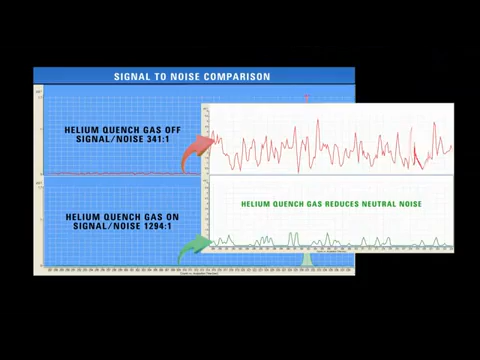 SIGNAL TO NOISE COMPARISON
HELIUM QUENCH GAS OFF
SIGNAL/NOISE 341:1
HELIUM QUENCH GAS REDUCES NEUTRAL NOISE
HELIUM QUENCH GAS ON
SIGNAL/NOISE 1294:1